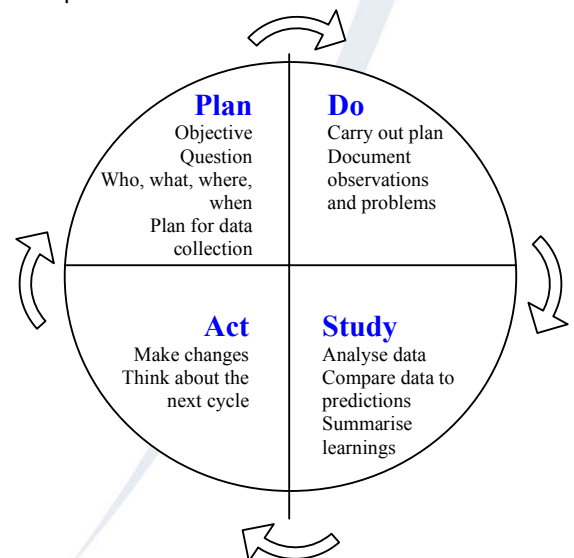 Plan
Objective
Question
Who, what, where,
when
Plan for data
collection
Do
Carry out plan
Document
observations
and problems
Study
Analyse data
Compare data to
predictions
Summarise
learnings
Act
Make changes
Think about the
next cycle